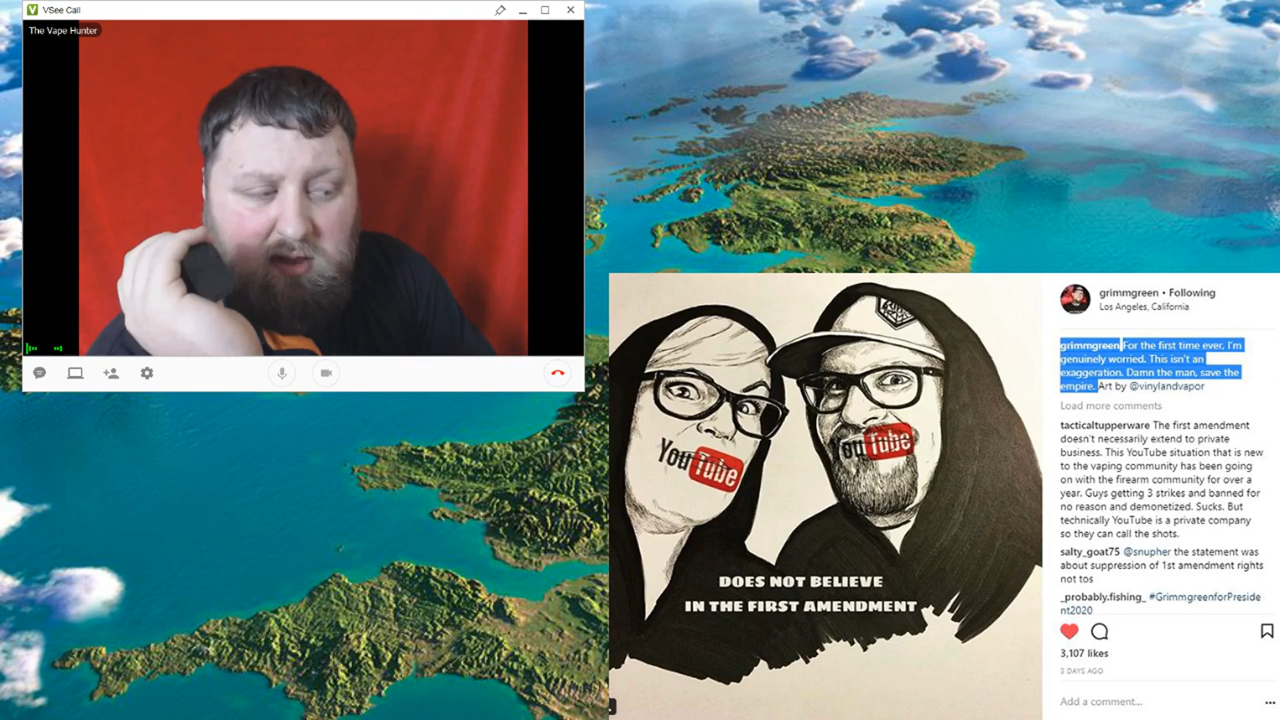 VSee Call
The Vape Hunter
grimmgreen • Following
Los Angeles, California
grimmgreen For the first time ever, I'm
genuinely worried. This isn't an
exaggeration. Damn the man, save the
empire. Art by @vinylandvapor
Load more comments
tacticaltupperware The first amendment
doesn't necessarily extend to private
business. This YouTube situation that is new
to the vaping community has been going
on with the firearm community for over a
year. Guys getting 3 strikes and banned for
no reason and demonetized. Sucks. But
technically YouTube is a private company
so they can call the shots.
salty_goat75 @snupher the statement was
about suppression of 1st amendment rights
not tos
_probably.fishing_ #GrimmgreenforPreside
nt2020
3,107 likes
3 DAYS AGO
Add a comment...
You Tube
ou Tube
DOES NOT BELIEVE
IN THE FIRST AMENDMENT